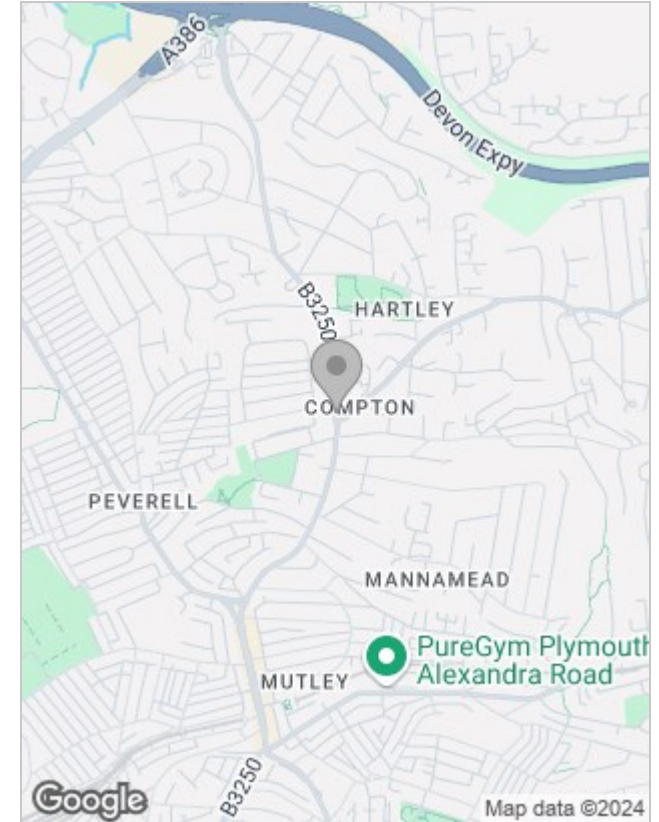 A386
Devon Expy
B3250
HARTLEY
COMPTON
PEVERELL
MANNAMEAD
PureGym Plymouth
Alexandra Road
MUTLEY
B3250
Google
Map data ©2024